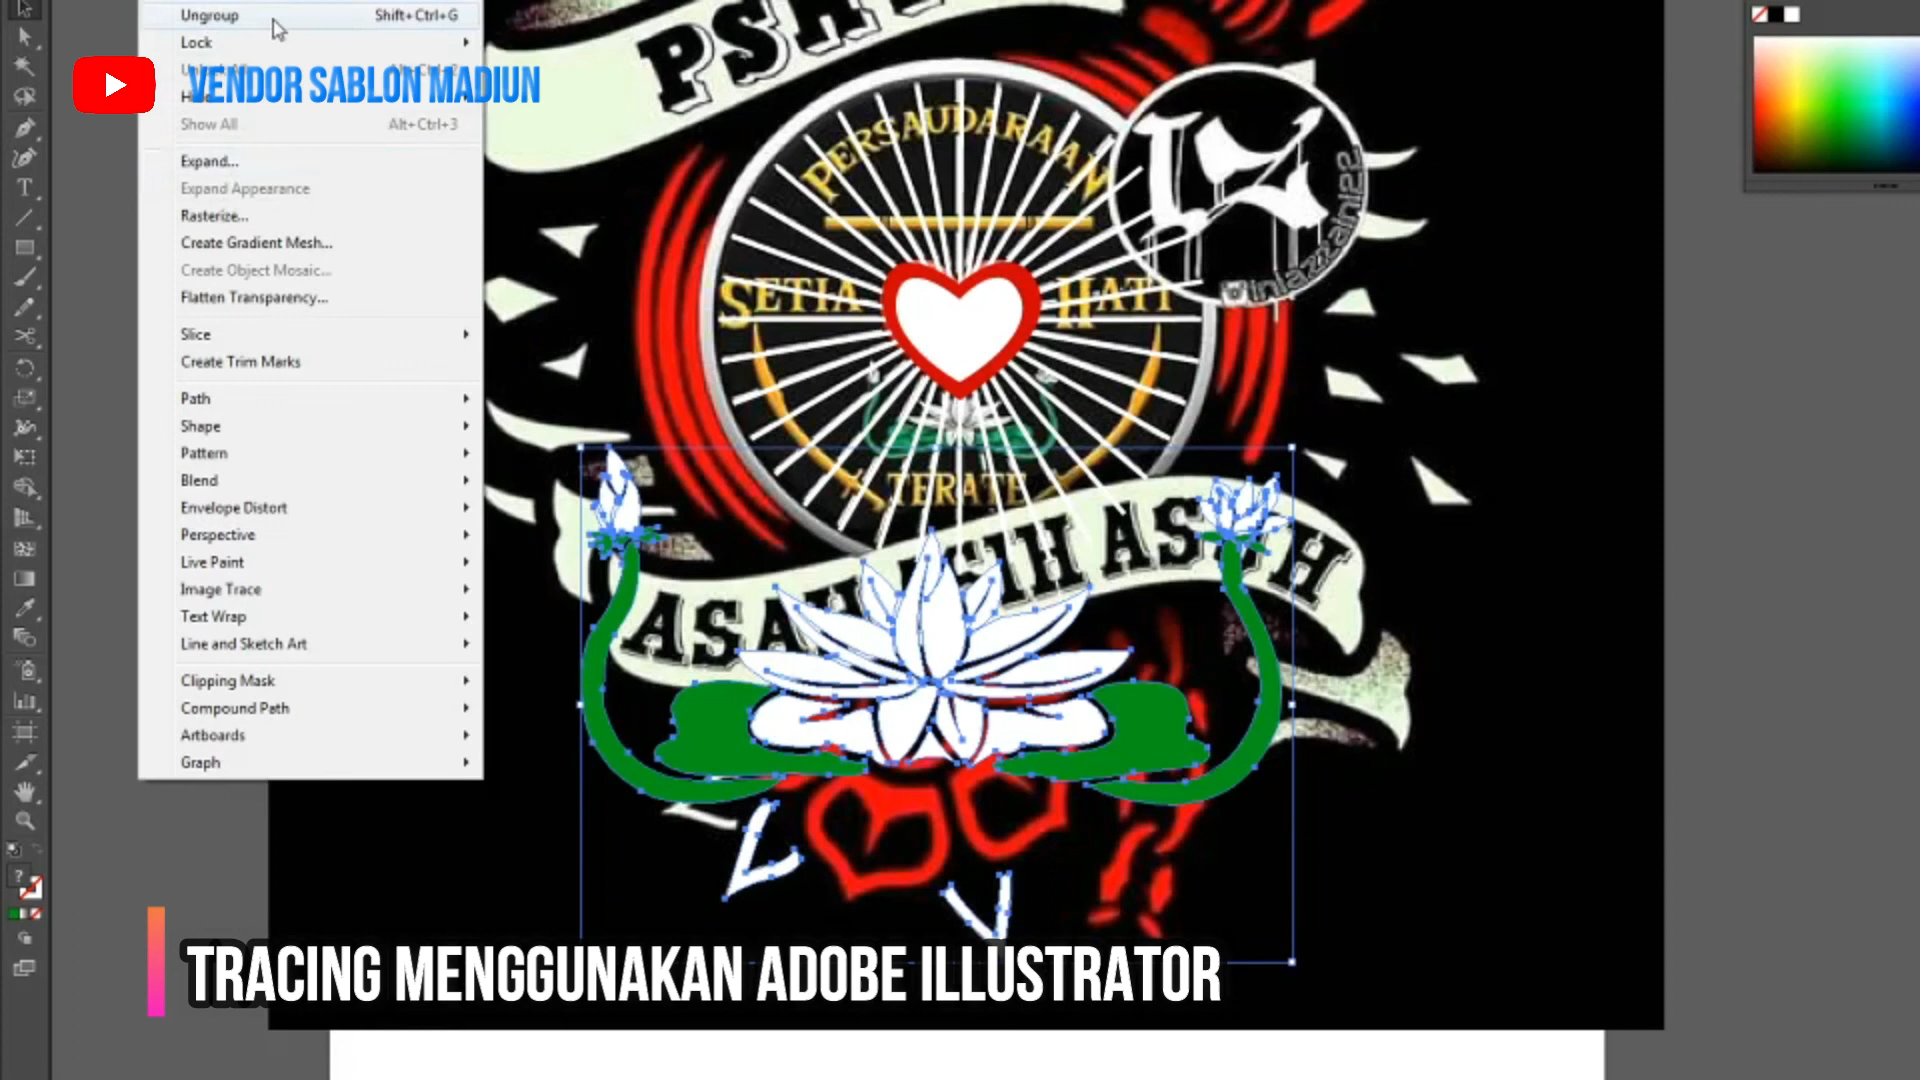 Ungroup Shift+Ctrl+G
Lock
VENDOR SABLON MADIUN
Show All Alt+Ctrl+3
Expand...
Expand Appearance
Rasterize...
Create Gradient Mesh...
Create Object Mosaic...
Flatten Transparency...
Slice
Create Trim Marks
Path
Shape
Pattern
Blend
Envelope Distort
Perspective
Live Paint
Image Trace
Text Wrap
Line and Sketch Art
Clipping Mask
Compound Path
Artboards
Graph
PERSAUDARAAN
SETIA HATI
TERATE
TRACING MENGGUNAKAN ADOBE ILLUSTRATOR